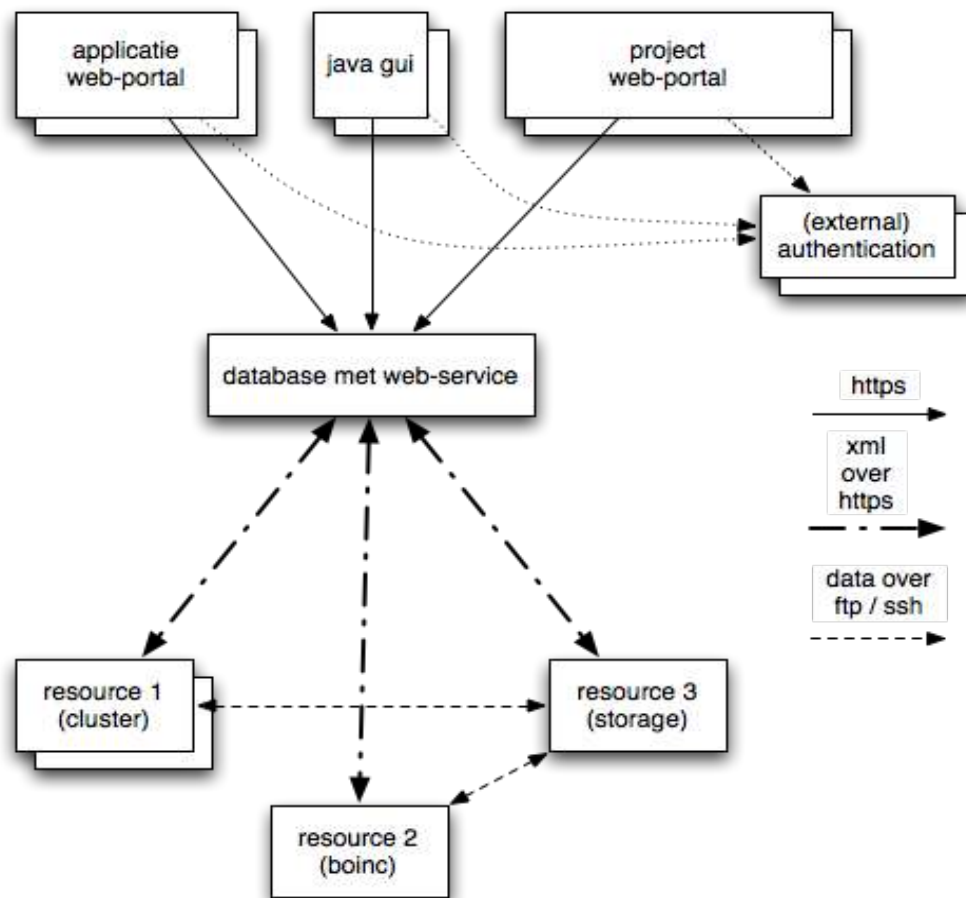 applicatie
web-portal
java gui
project
web-portal
(external)
authentication
database met web-service
https
xml
over
https
data over
ftp / ssh
resource 1
(cluster)
resource 3
(storage)
resource 2
(boinc)